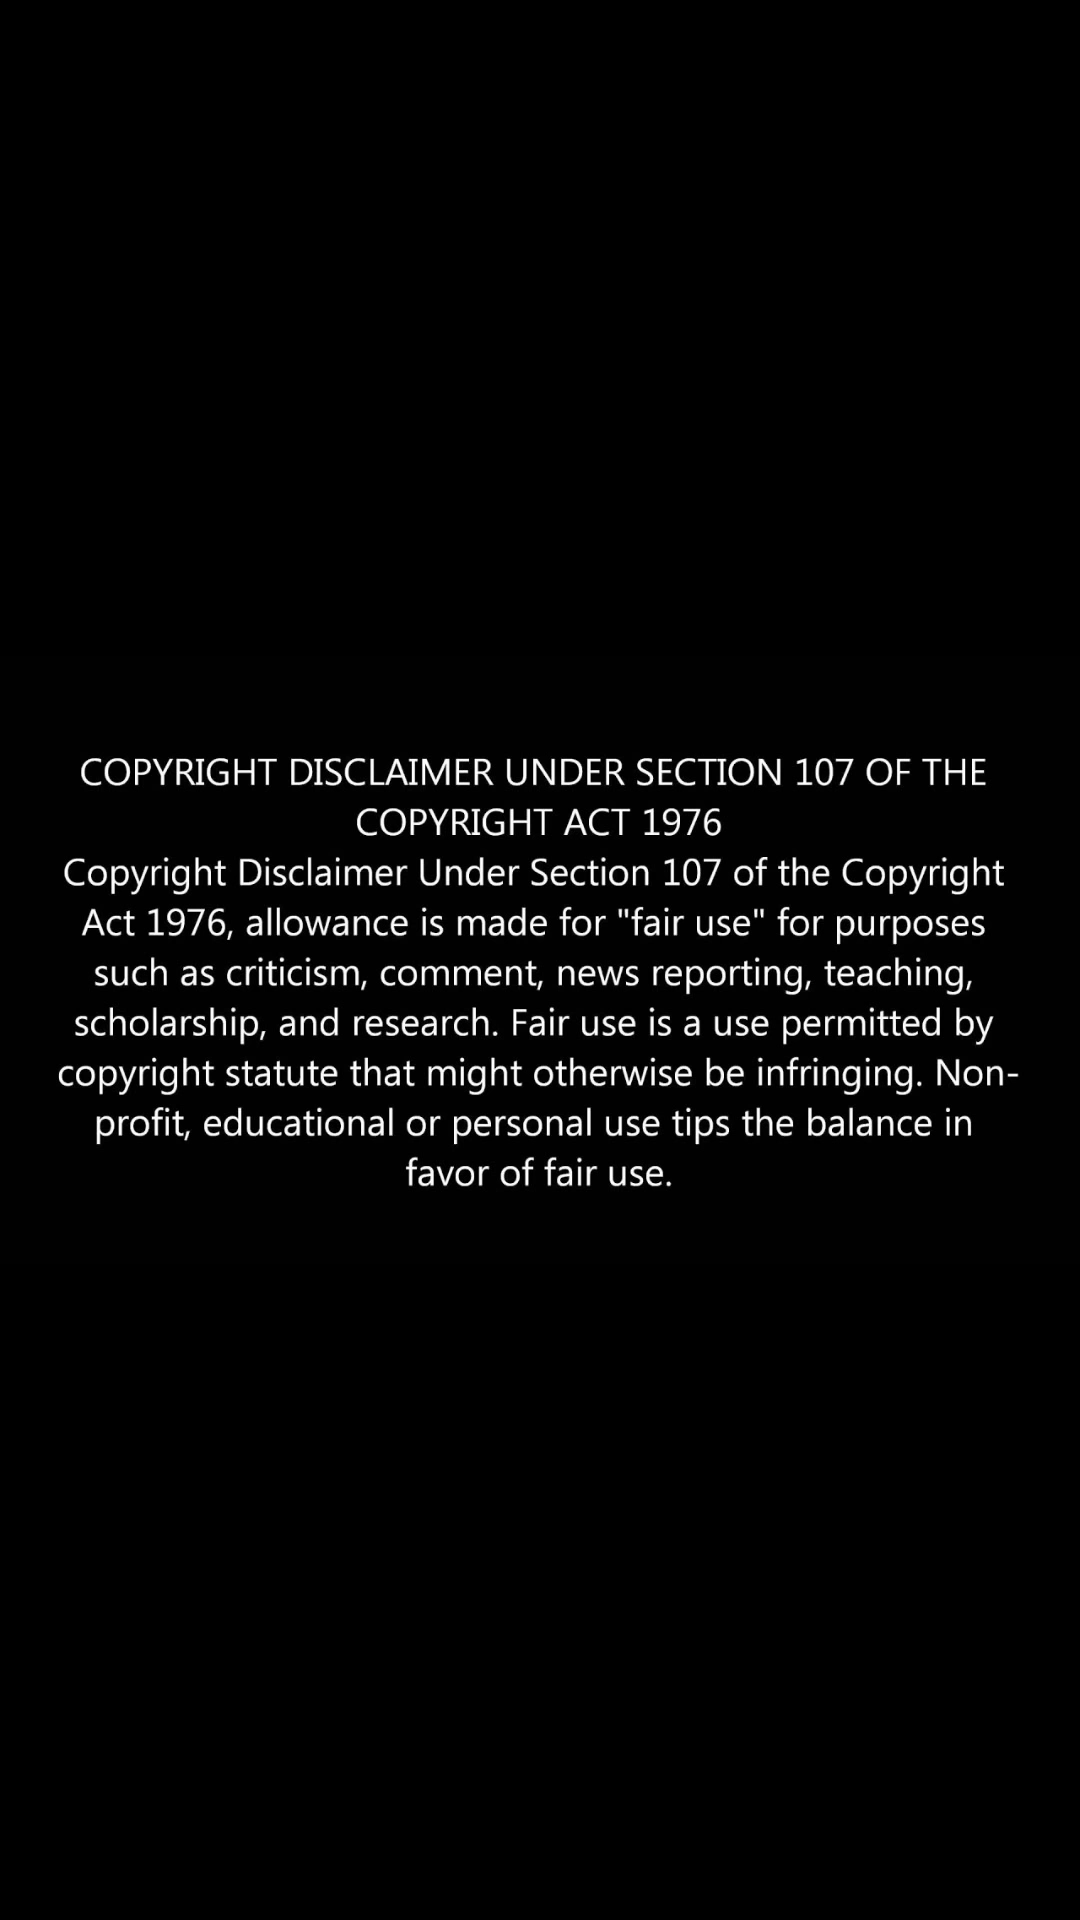 COPYRIGHT DISCLAIMER UNDER SECTION 107 OF THE
COPYRIGHT ACT 1976
Copyright Disclaimer Under Section 107 of the Copyright
Act 1976, allowance is made for "fair use" for purposes
such as criticism, comment, news reporting, teaching,
scholarship, and research. Fair use is a use permitted by
copyright statute that might otherwise be infringing. Non-
profit, educational or personal use tips the balance in
favor of fair use.